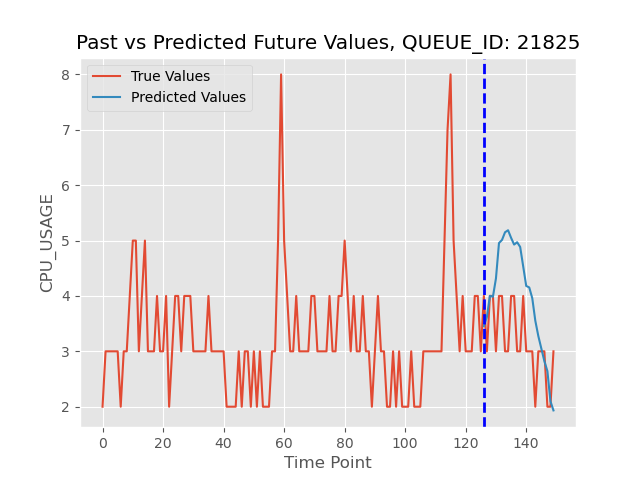 Past vs Predicted Future Values, QUEUE_ID: 21825
True Values
Predicted Values
CPU_USAGE
8
7
6
5
4
3
2
0 20 40 60 80 100 120 140
Time Point